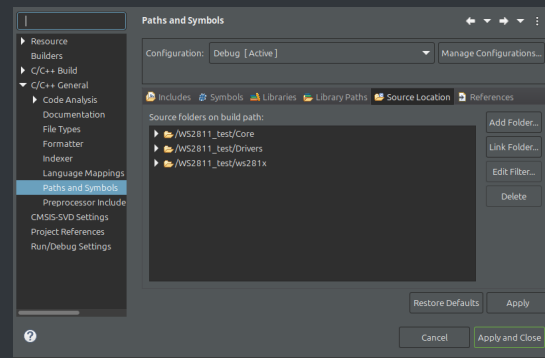 Paths and Symbols
Resource
Builders
C/C++ Build
C/C++ General
Code Analysis
Documentation
File Types
Formatter
Indexer
Language Mappings
Paths and Symbols
Preprocessor Include
CMSIS-SVD Settings
Project References
Run/Debug Settings
Configuration: Debug [ Active ] Manage Configurations...
Includes Symbols Libraries Library Paths Source Location References
Source folders on build path:
/WS2811_test/Core
/WS2811_test/Drivers
/WS2811_test/ws281x
Add Folder...
Link Folder...
Edit Filter...
Delete
Restore Defaults Apply
Cancel Apply and Close